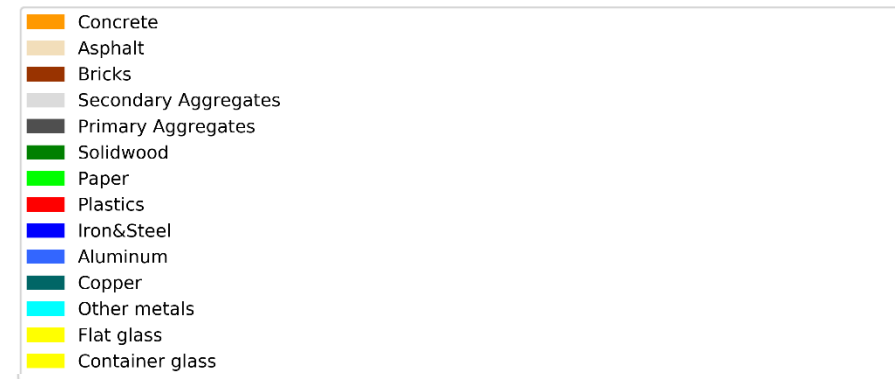 Concrete
Asphalt
Bricks
Secondary Aggregates
Primary Aggregates
Solidwood
Paper
Plastics
Iron&Steel
Aluminum
Copper
Other metals
Flat glass
Container glass